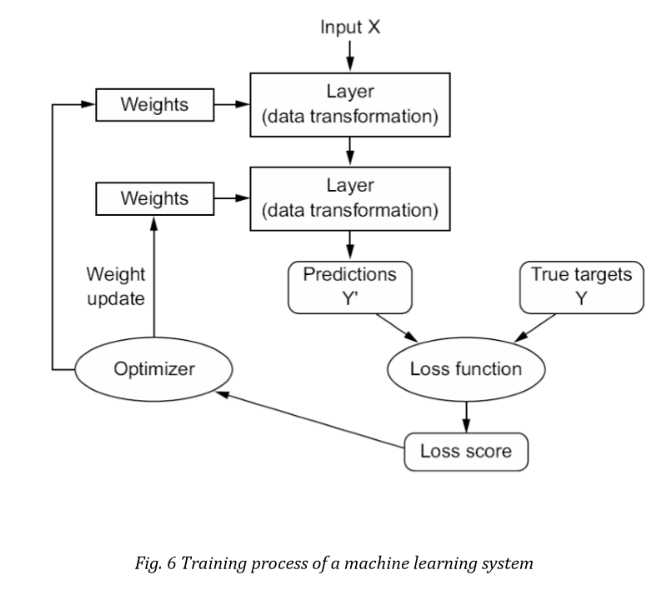 Input X
Layer
(data transformation)
Weights
Layer
(data transformation)
Weights
Weight
update
Predictions
Y'
True targets
Y
Optimizer
Loss function
Loss score
Fig. 6 Training process of a machine learning system